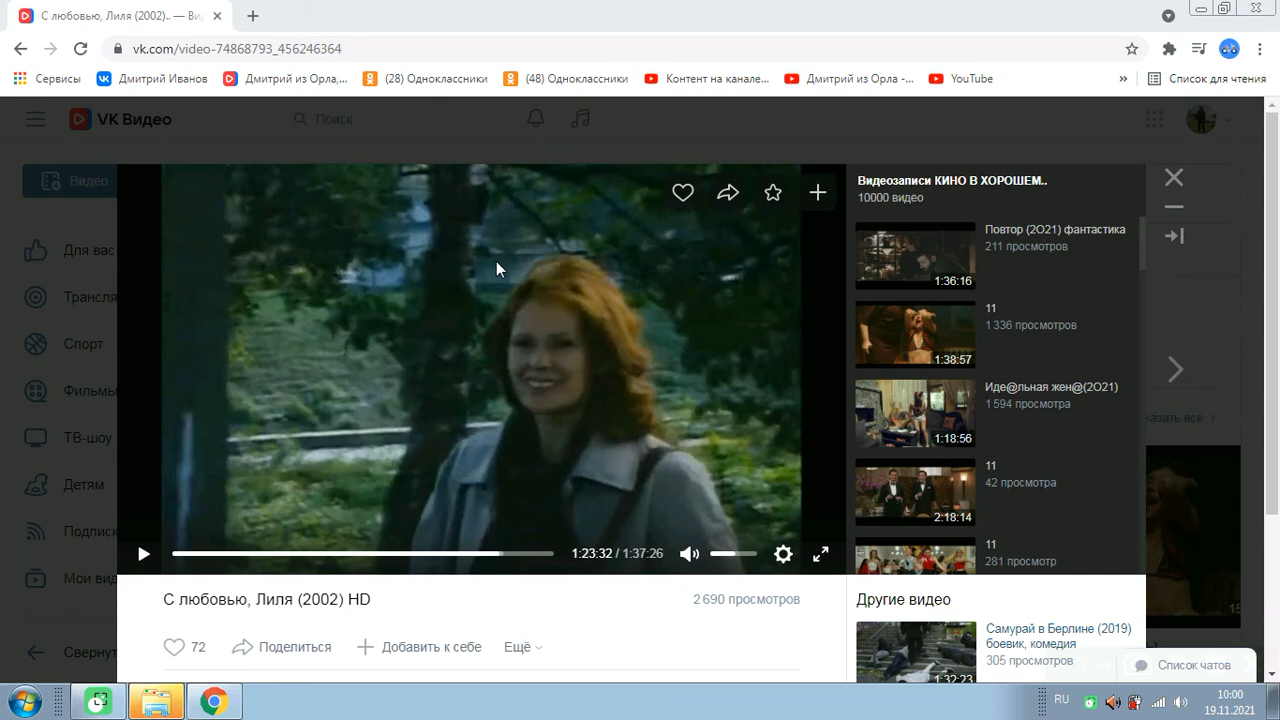 С любовью, Лиля (2002).. — Ви
vk.com/video-74868793_456246364
Сервисы
Дмитрий Иванов
Дмитрий из Орла,...
(28) Одноклассники
(48) Одноклассники
Контент на канале...
Дмитрий из Орла -...
YouTube
»
Список для чтения
VK Видео
Поиск
Видео
Для вас
Трансля
Спорт
Фильмы
ТВ-шоу
Детям
Подписк
Мои вид
Свернут
1:23:32 / 1:37:26
С любовью, Лиля (2002) HD
2 690 просмотров
72
Поделиться
Добавить к себе
Ещё
Видеозаписи КИНО В ХОРОШЕМ..
10000 видео
Повтор (2О21) фантастика
211 просмотров
1:36:16
11
1 336 просмотров
1:38:57
Иде@льная жен@(2О21)
1 594 просмотра
1:18:56
11
42 просмотра
2:18:14
11
281 просмотр
Другие видео
Самурай в Берлине (2019)
боевик, комедия
305 просмотров
1:32:23
казать все
Список чатов
RU
10:00
19.11.2021